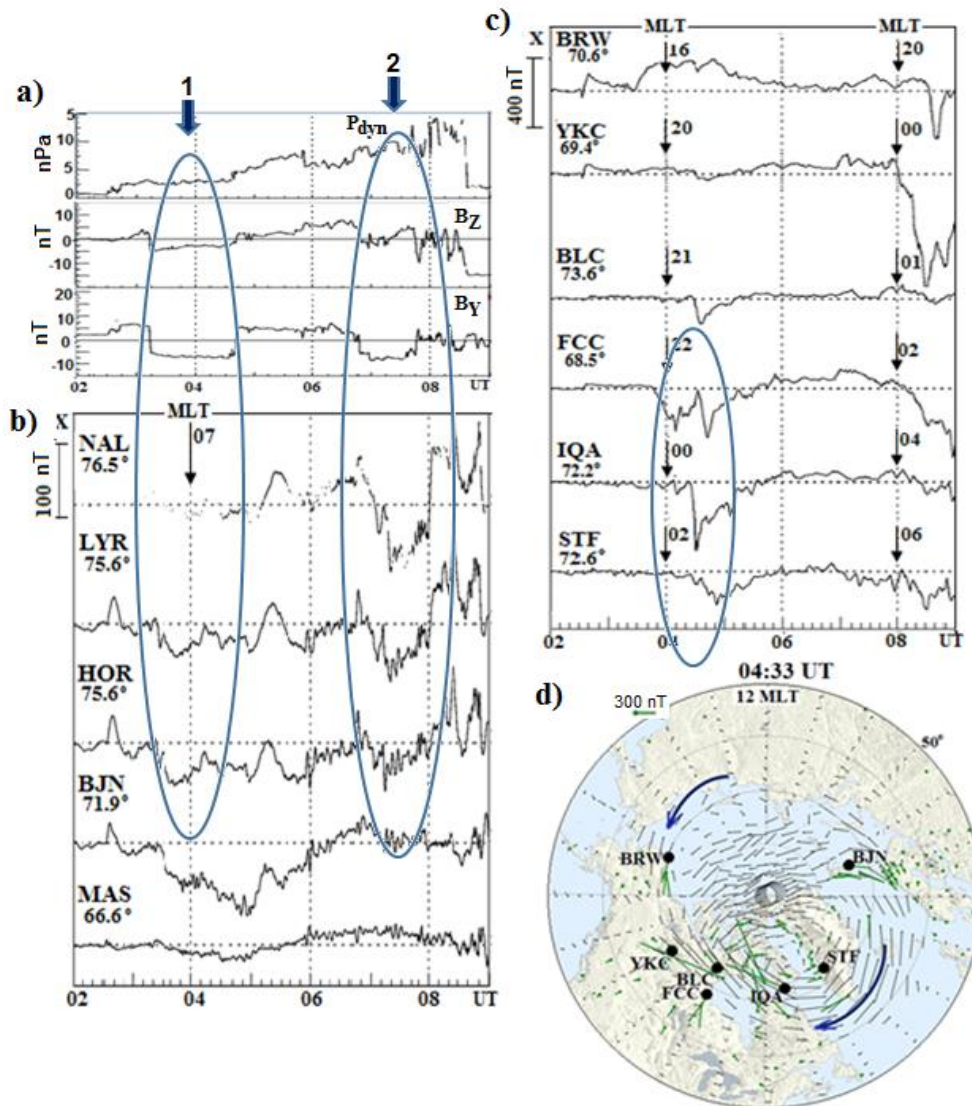 a)
1
2
P dyn
nPa
5
10
5
0
B Z
nT
10
0
-10
B Y
nT
20
10
0
-10
02
04
06
08
UT
b)
X
MLT
07
100 nT
NAL
76.5°
LYR
75.6°
HOR
75.6°
BJN
71.9°
MAS
66.6°
02
04
06
08
UT
c)
X
MLT
MLT
400 nT
BRW
70.6°
16
20
YKC
69.4°
20
00
BLC
73.6°
21
01
FCC
68.5°
22
02
IQA
72.2°
00
04
STF
72.6°
02
06
02
04
06
08
UT
d)
04:33 UT
12 MLT
300 nT
50°
BRW
BJN
YKC
BLC
FCC
IQA
STF